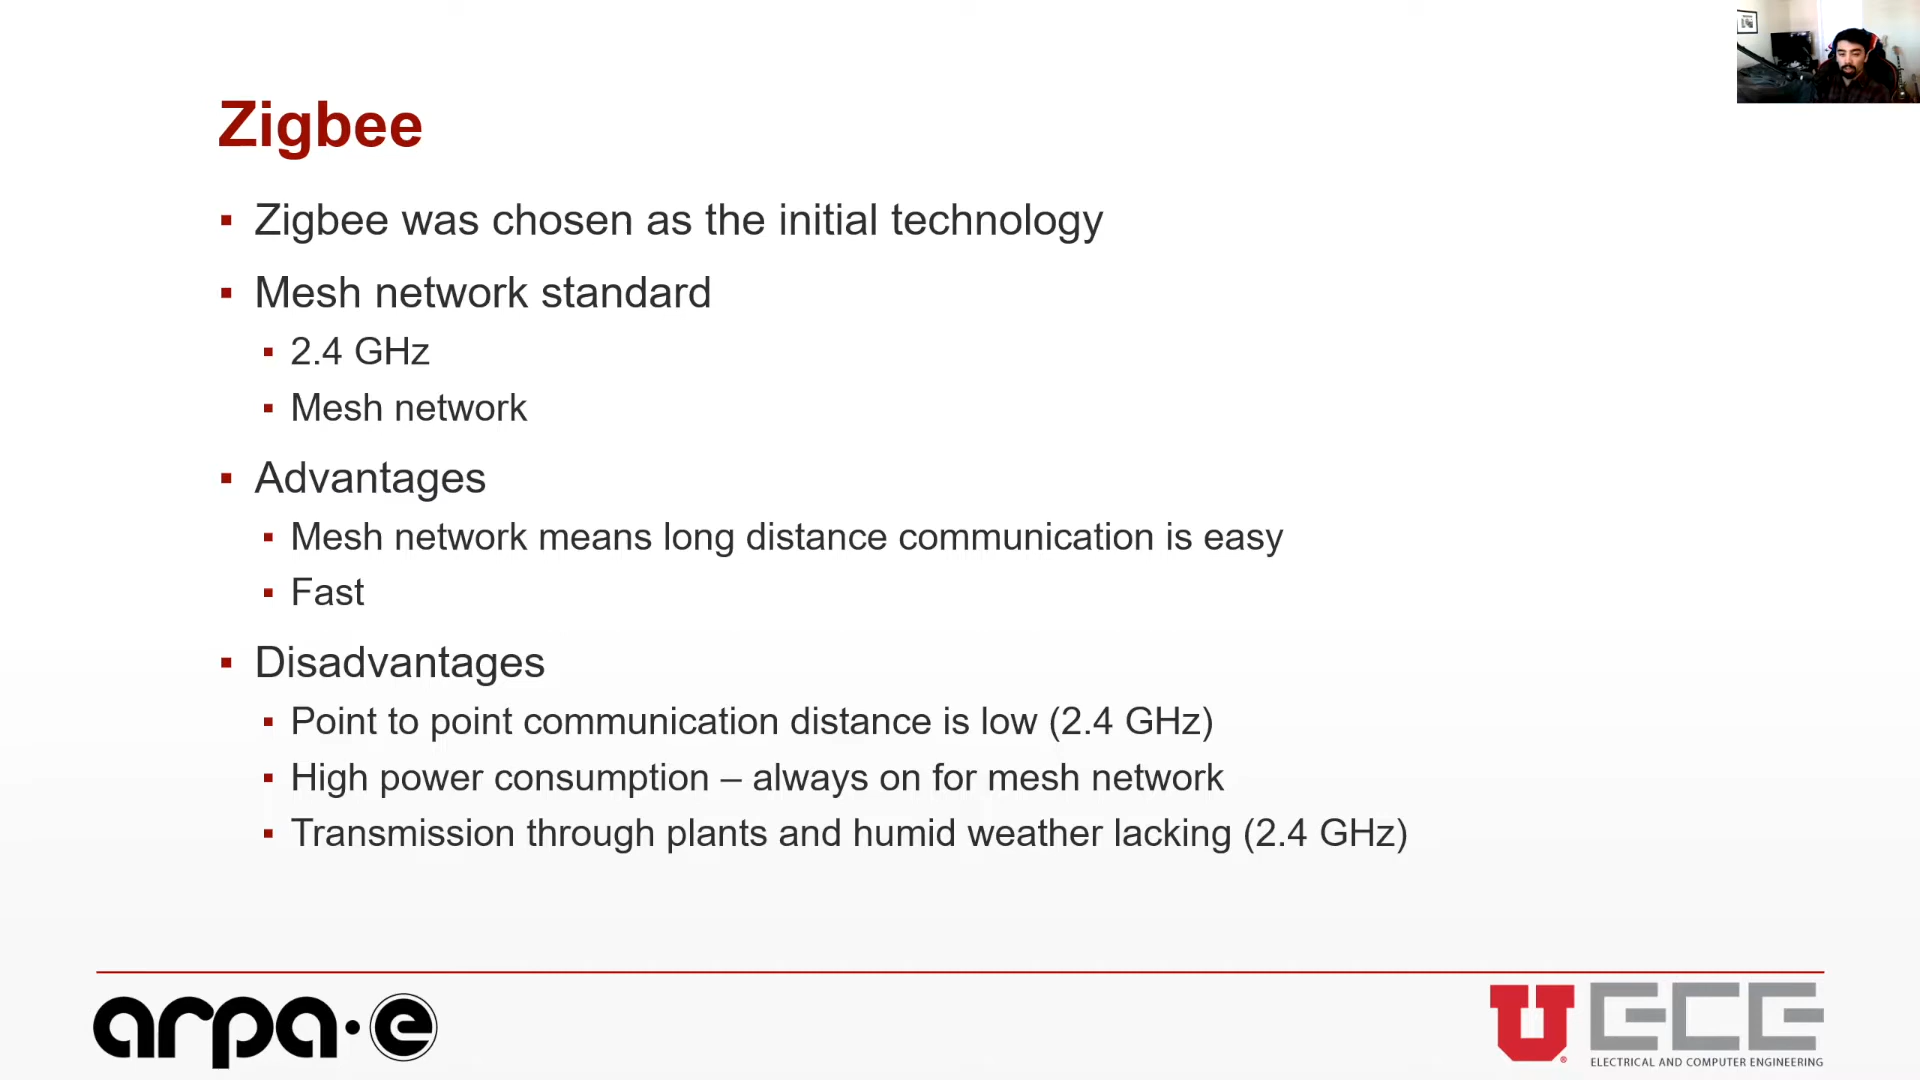 Zigbee
Zigbee was chosen as the initial technology
Mesh network standard
2.4 GHz
Mesh network
Advantages
Mesh network means long distance communication is easy
Fast
Disadvantages
Point to point communication distance is low (2.4 GHz)
High power consumption – always on for mesh network
Transmission through plants and humid weather lacking (2.4 GHz)
arpa·e
U ECE
ELECTRICAL AND COMPUTER ENGINEERING